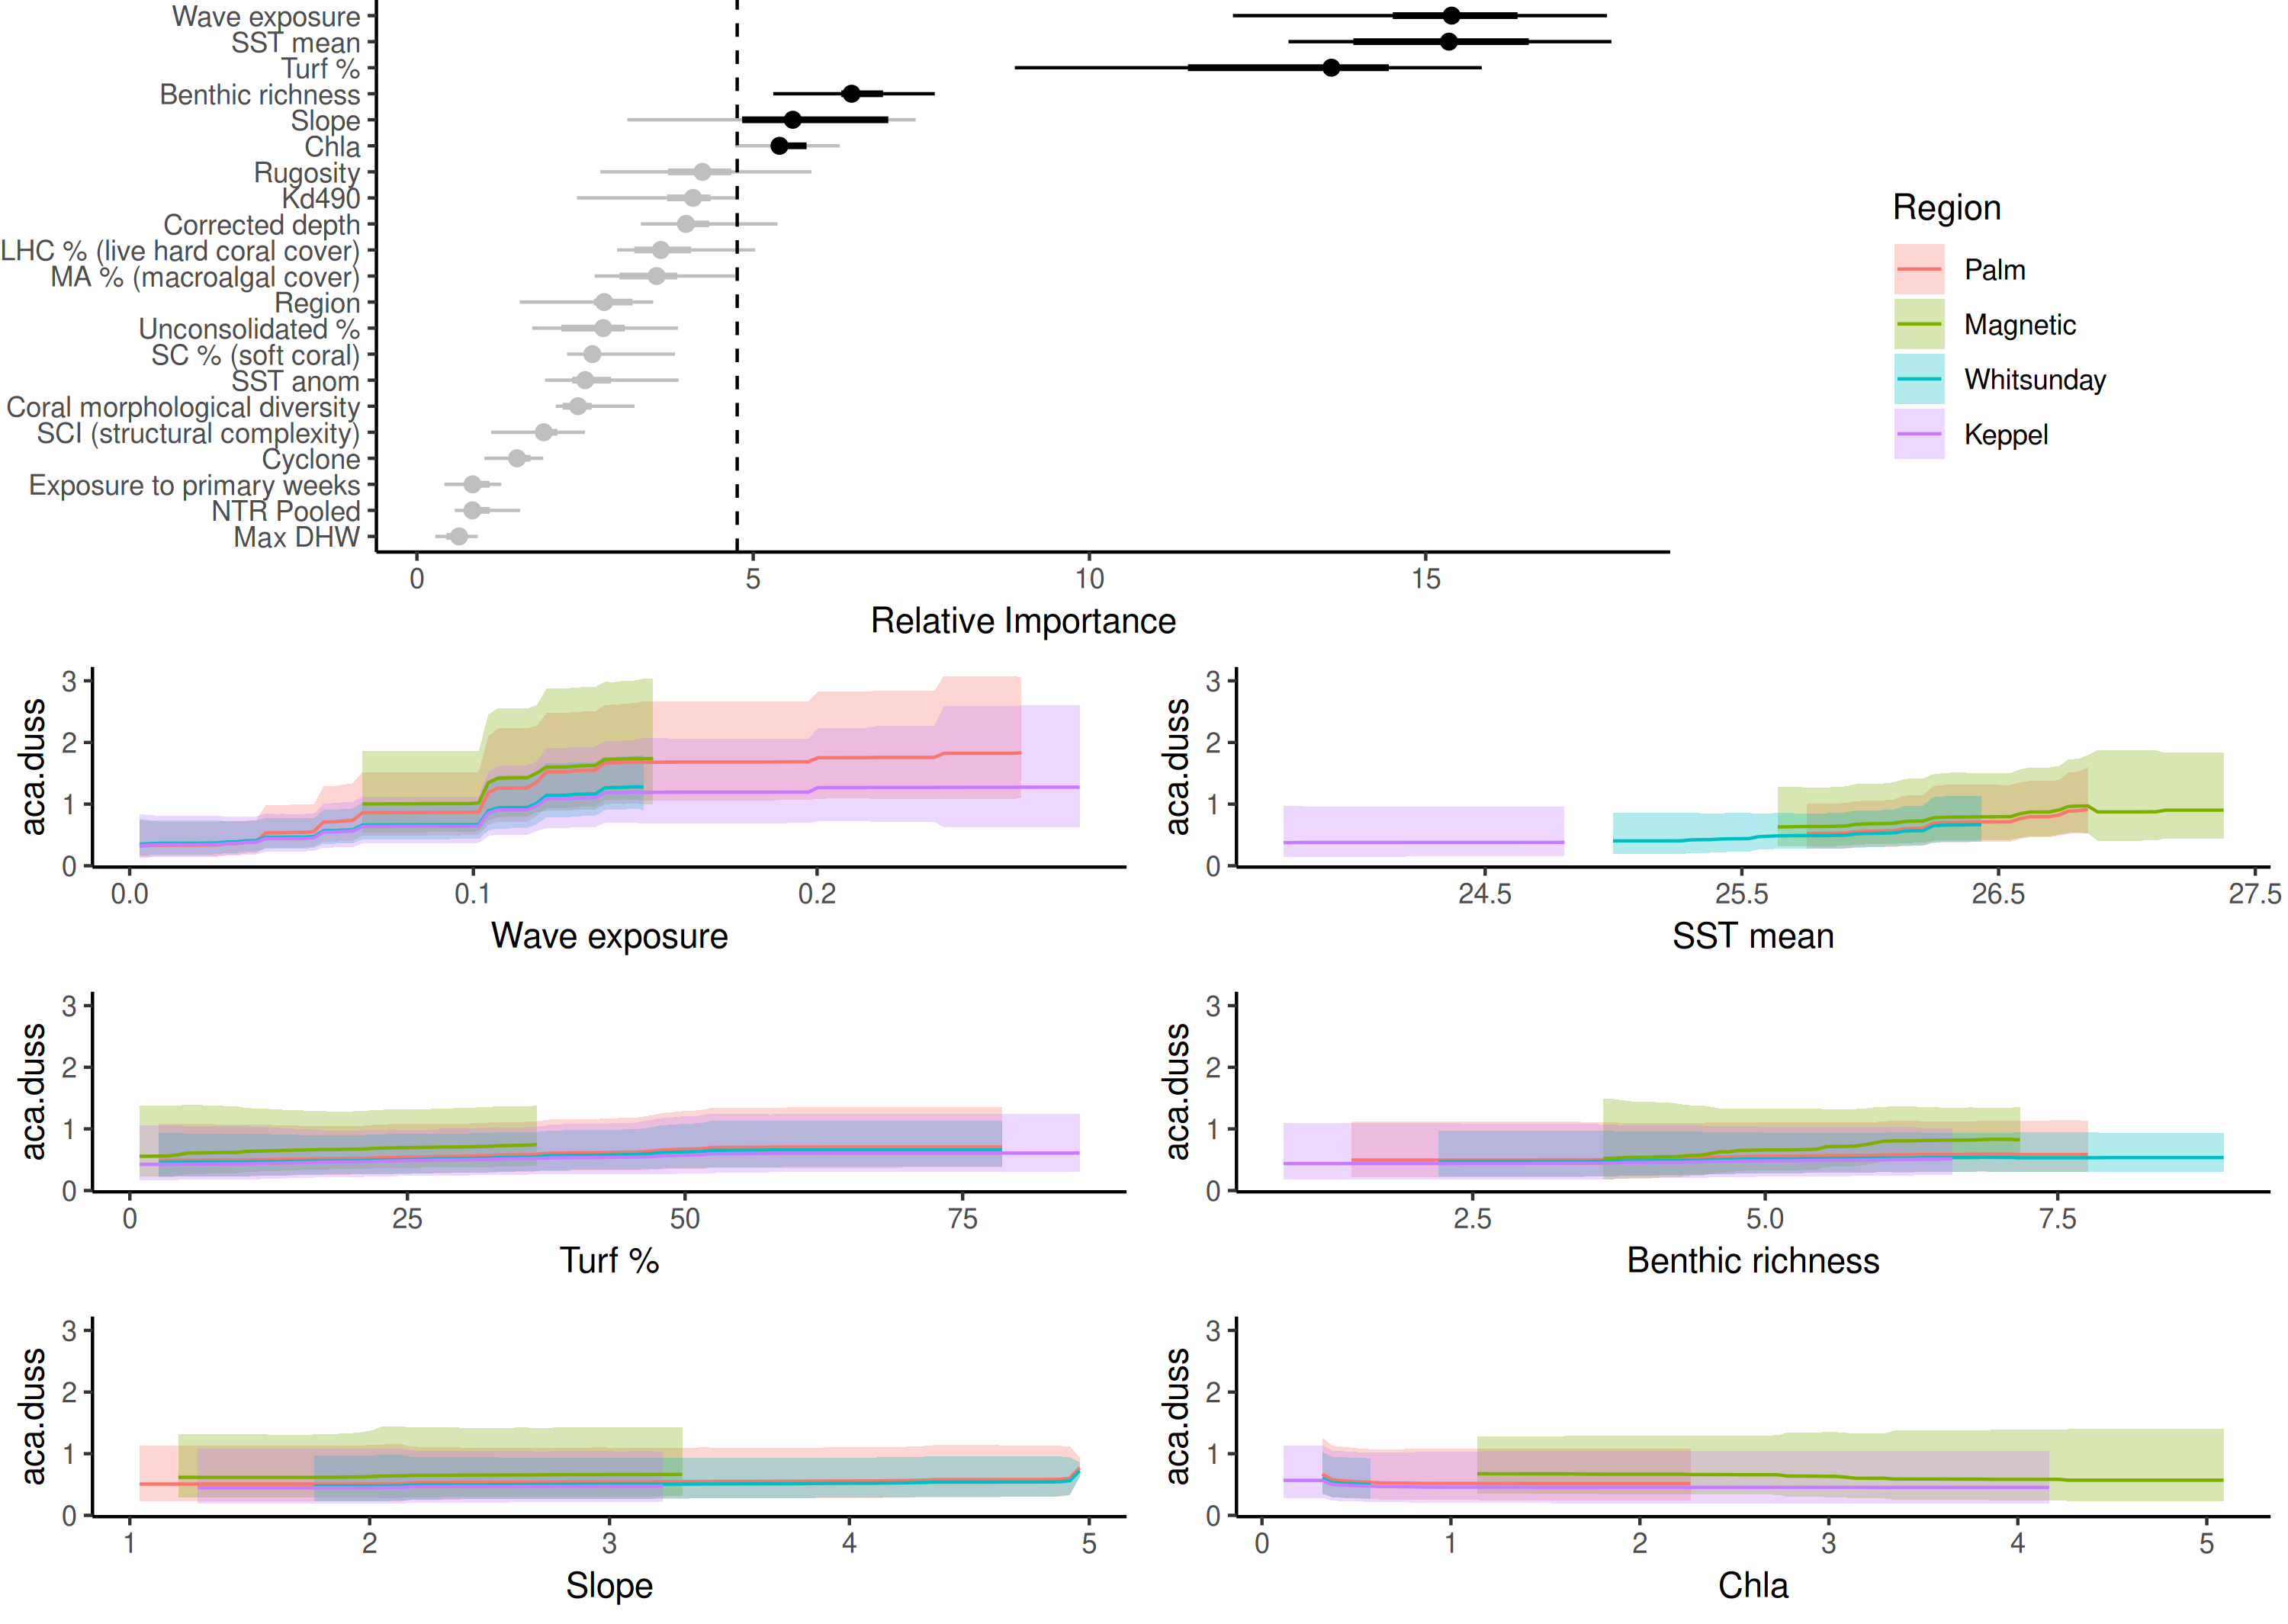 Wave exposure
SST mean
Turf %
Benthic richness
Slope
Chla
Rugosity
Kd490
Corrected depth
LHC % (live hard coral cover)
MA % (macroalgal cover)
Region
Unconsolidated %
SC % (soft coral)
SST anom
Coral morphological diversity
SCI (structural complexity)
Cyclone
Exposure to primary weeks
NTR Pooled
Max DHW
0 5 10 15
Relative Importance
Region
Palm
Magnetic
Whitsunday
Keppel
aca.duss
3
2
1
0
0.0 0.1 0.2
Wave exposure
aca.duss
3
2
1
0
24.5 25.5 26.5 27.5
SST mean
aca.duss
3
2
1
0
0 25 50 75
Turf %
aca.duss
3
2
1
0
2.5 5.0 7.5
Benthic richness
aca.duss
3
2
1
0
1 2 3 4 5
Slope
aca.duss
3
2
1
0
0 1 2 3 4 5
Chla